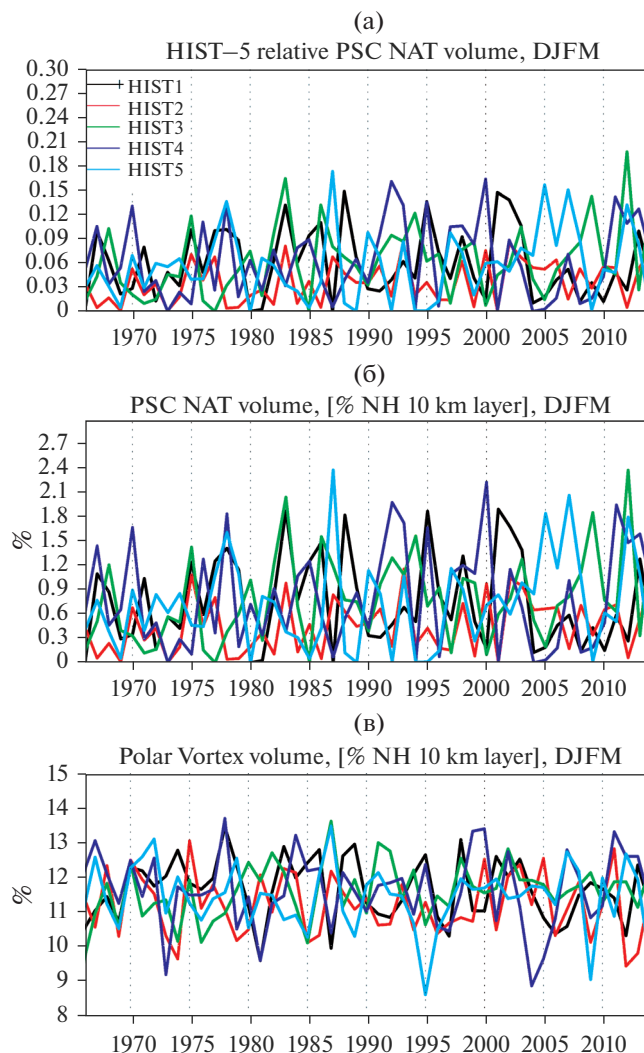 (а)
HIST–5 relative PSC NAT volume, DJFM
0.30
0.27
0.24
0.21
0.18
0.15
0.12
0.09
0.06
0.03
0
HIST1
HIST2
HIST3
HIST4
HIST5
1970 1975 1981 1985 1990 1995 2000 2005 2010
(б)
PSC NAT volume, [% NH 10 km layer], DJFM
%
2.7
2.4
2.1
1.8
1.5
1.2
0.9
0.6
0.3
0
1970 1975 1981 1985 1990 1995 2000 2005 2010
(в)
Polar Vortex volume, [% NH 10 km layer], DJFM
%
15
14
13
12
11
10
9
8
1970 1975 1981 1985 1990 1995 2000 2005 2010